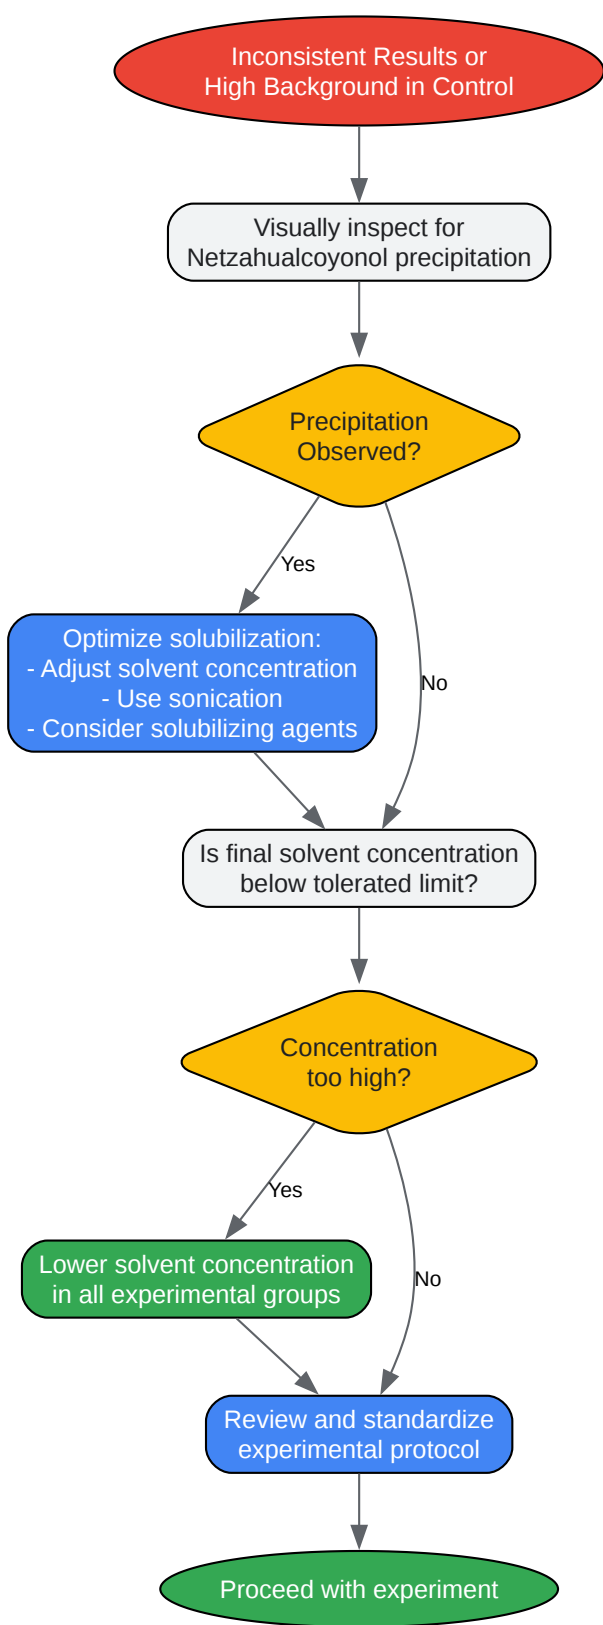 Inconsistent Results or
High Background in Control
Visually inspect for
Netzahualcoyonol precipitation
Precipitation
Observed?
Yes
No
Optimize solubilization:
- Adjust solvent concentration
- Use sonication
- Consider solubilizing agents
Is final solvent concentration
below tolerated limit?
Concentration
too high?
Yes
No
Lower solvent concentration
in all experimental groups
Review and standardize
experimental protocol
Proceed with experiment